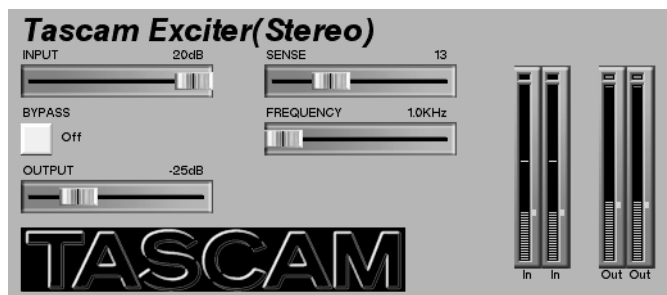 Tascam Exciter(Stereo)
INPUT 20dB
SENSE 13
BYPASS
Off
FREQUENCY 1.0KHz
OUTPUT -25dB
TASCAM
In In Out Out